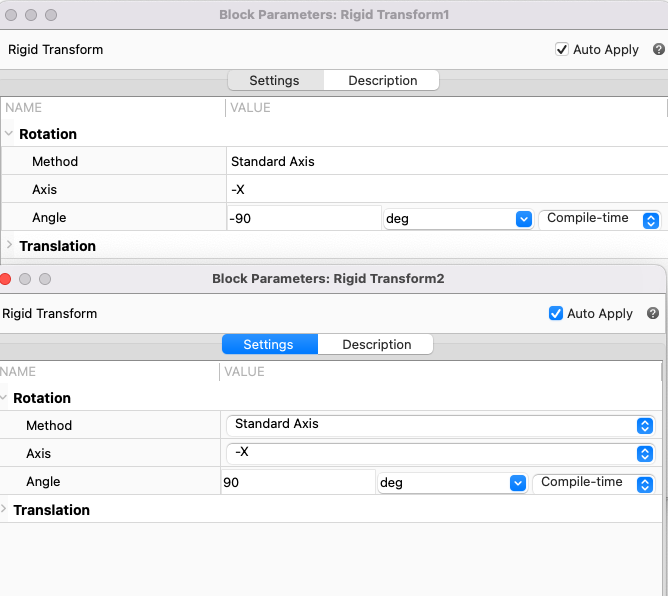 Block Parameters: Rigid Transform1
Rigid Transform
Auto Apply
Settings
Description
NAME
VALUE
Rotation
Method
Standard Axis
Axis
-X
Angle
-90
deg
Compile-time
Translation
Block Parameters: Rigid Transform2
Rigid Transform
Auto Apply
Settings
Description
NAME
VALUE
Rotation
Method
Standard Axis
Axis
-X
Angle
90
deg
Compile-time
Translation